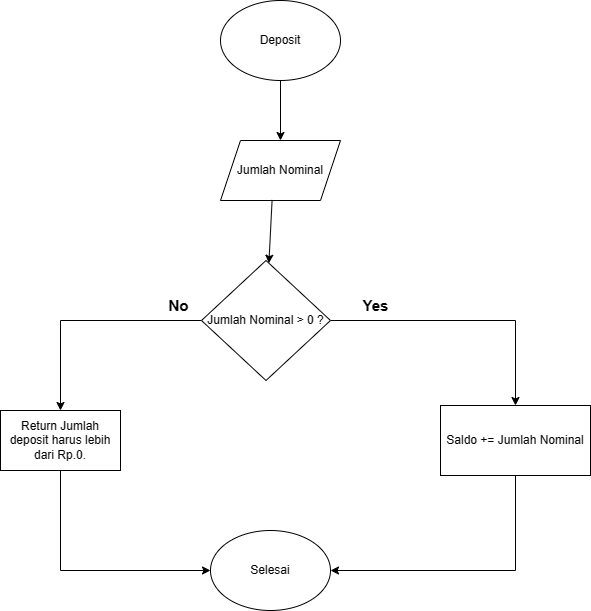 Deposit
Jumlah Nominal
No
Yes
Jumlah Nominal > 0 ?
Return Jumlah
deposit harus lebih
dari Rp.0.
Saldo += Jumlah Nominal
Selesai